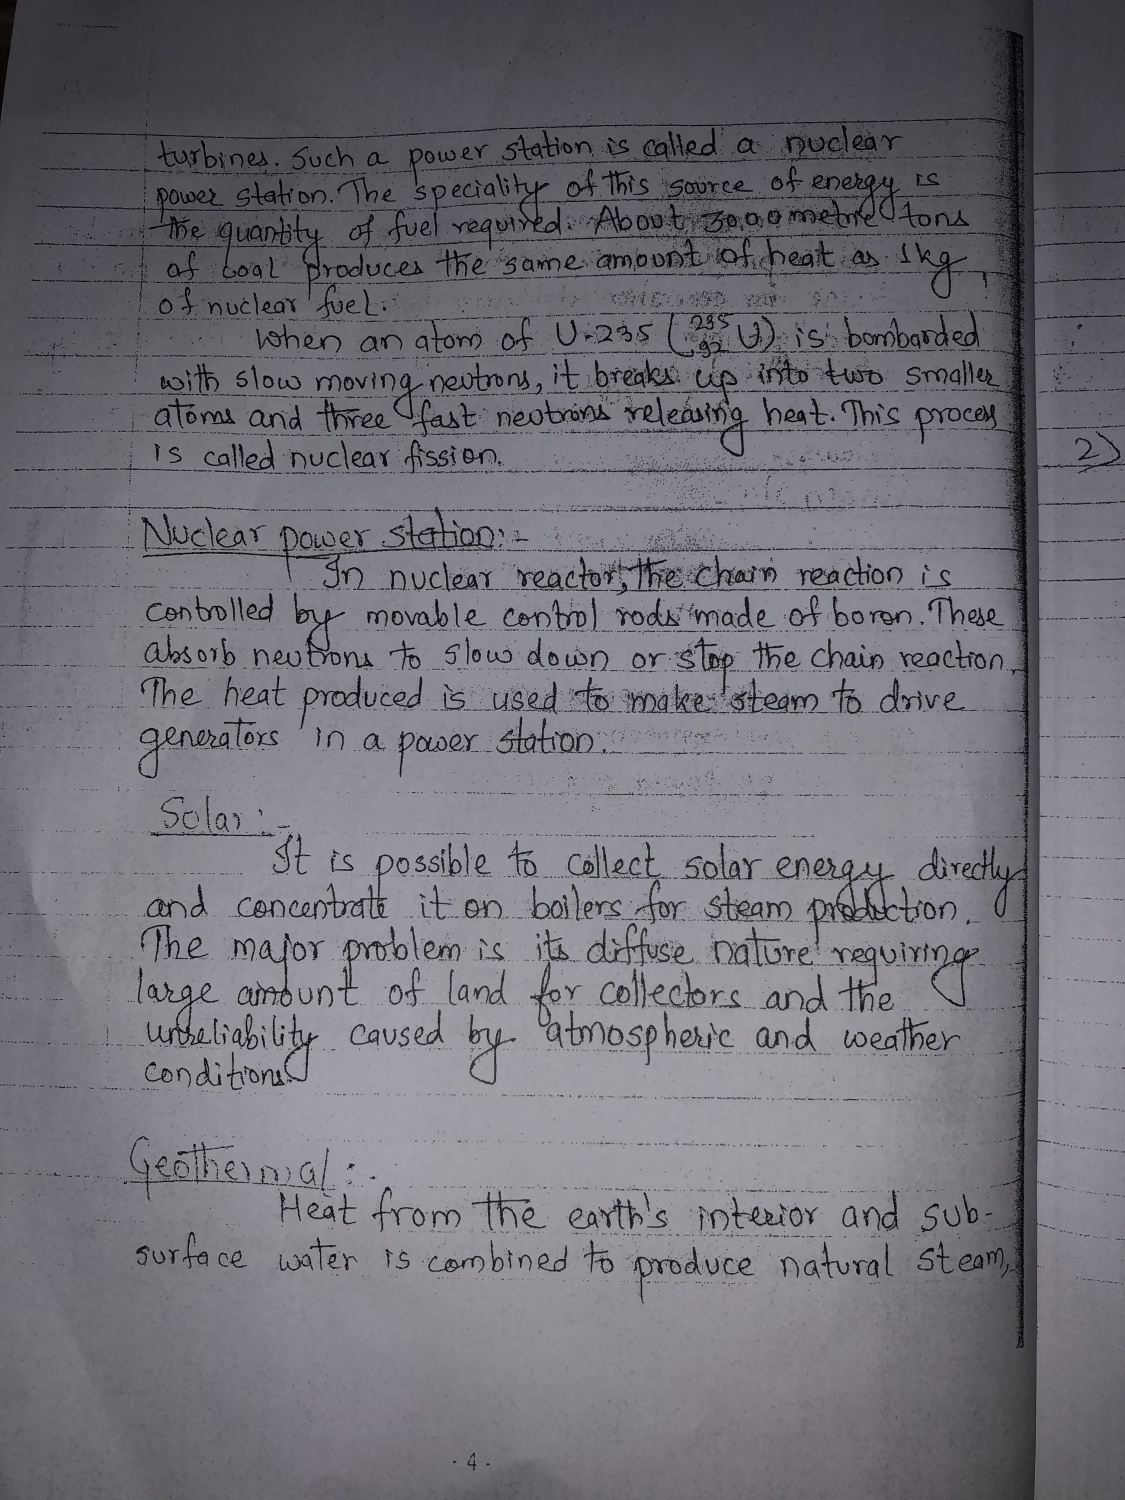 turbines. Such a power station is called a nuclear
power station. The speciality of this source of energy is
the quantity of fuel required. About 3000 metric tons
of coal produces the same amount of heat as 1kg
of nuclear fuel.
When an atom of U-235 (²³⁵₉₂U) is bombarded
with slow moving neutrons, it breaks up into two smaller
atoms and three fast neutrons releasing heat. This process
is called nuclear fission.
2)
Nuclear power station:-
In nuclear reactor, the chain reaction is
controlled by movable control rods made of boron. These
absorb neutrons to slow down or stop the chain reaction.
The heat produced is used to make steam to drive
generators in a power station.
Solar:-
It is possible to collect solar energy directly
and concentrate it on boilers for steam production.
The major problem is its diffuse nature requiring
large amount of land for collectors and the
unreliability caused by atmospheric and weather
conditions
Geothermal:-
Heat from the earth's interior and sub-
surface water is combined to produce natural steam,
-4-